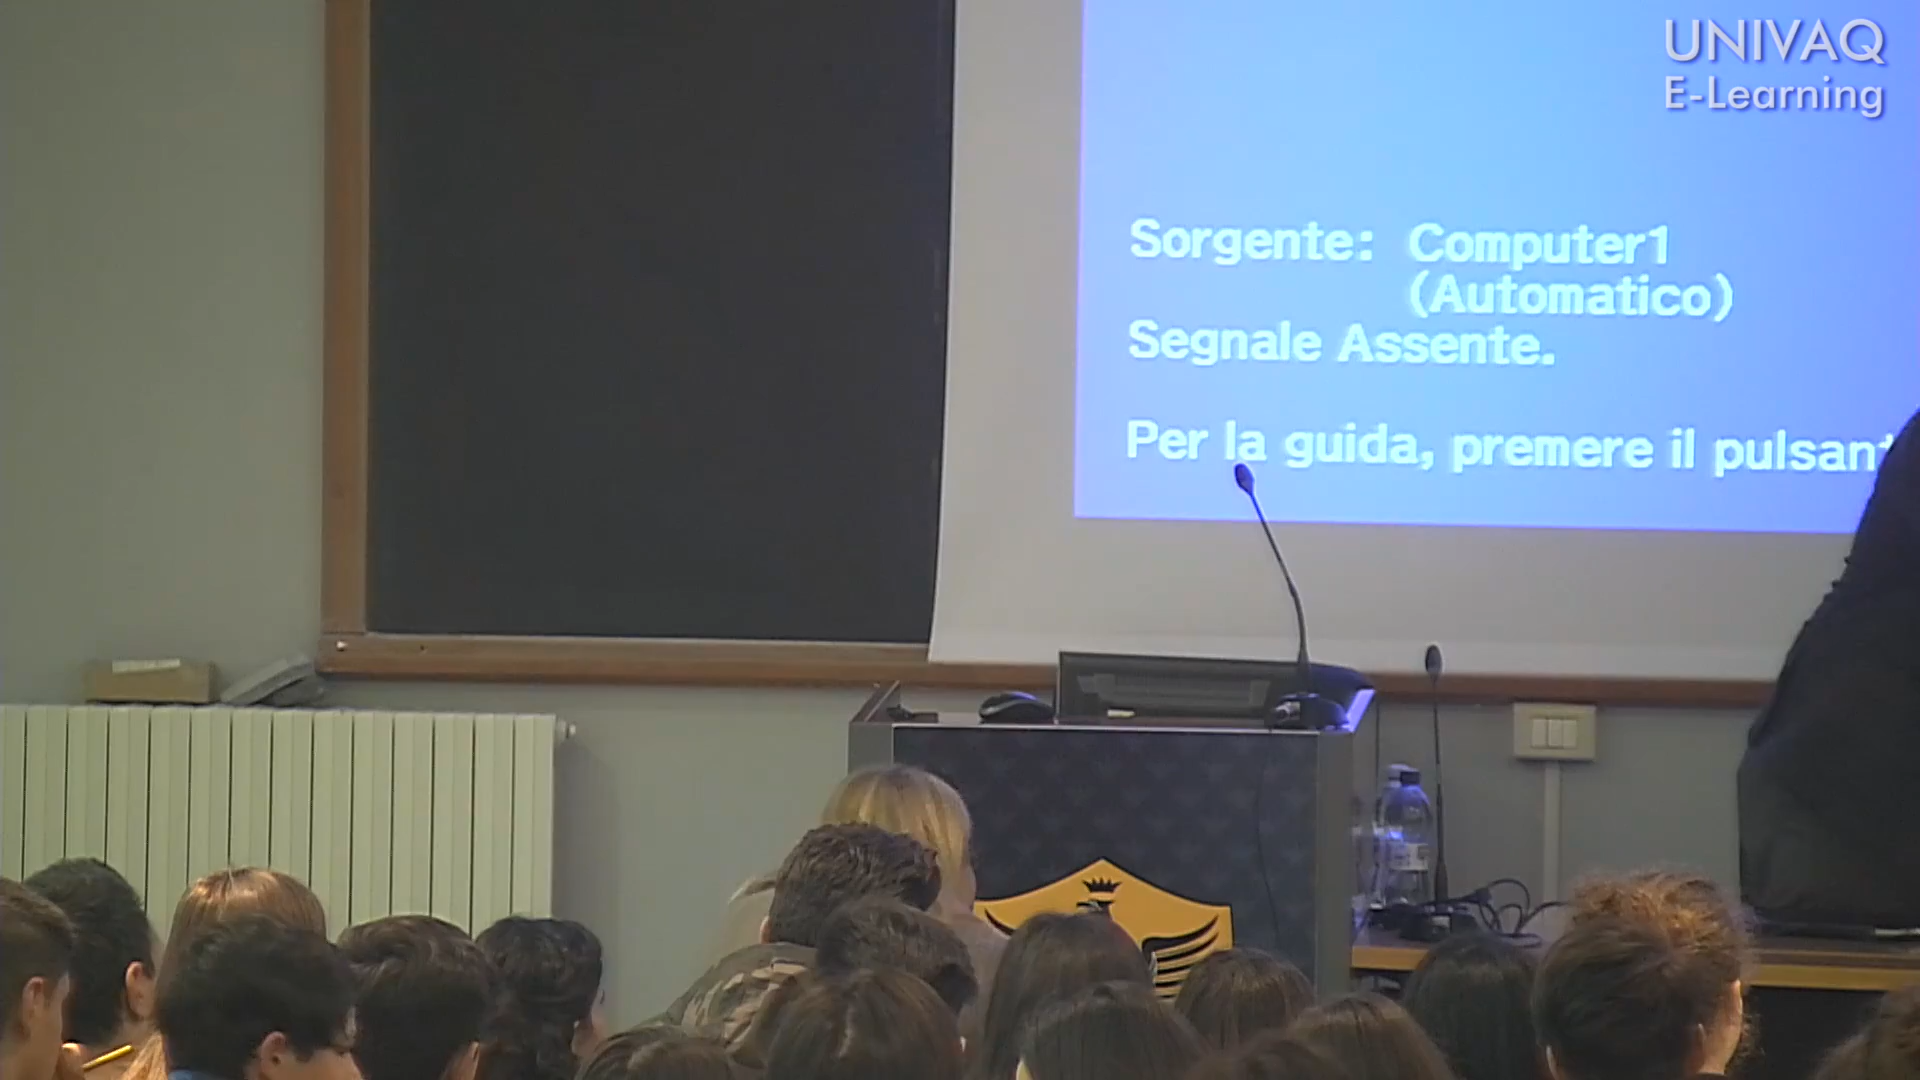 UNIVAQ
E-Learning
Sorgente: Computer1
(Automatico)
Segnale Assente.
Per la guida, premere il